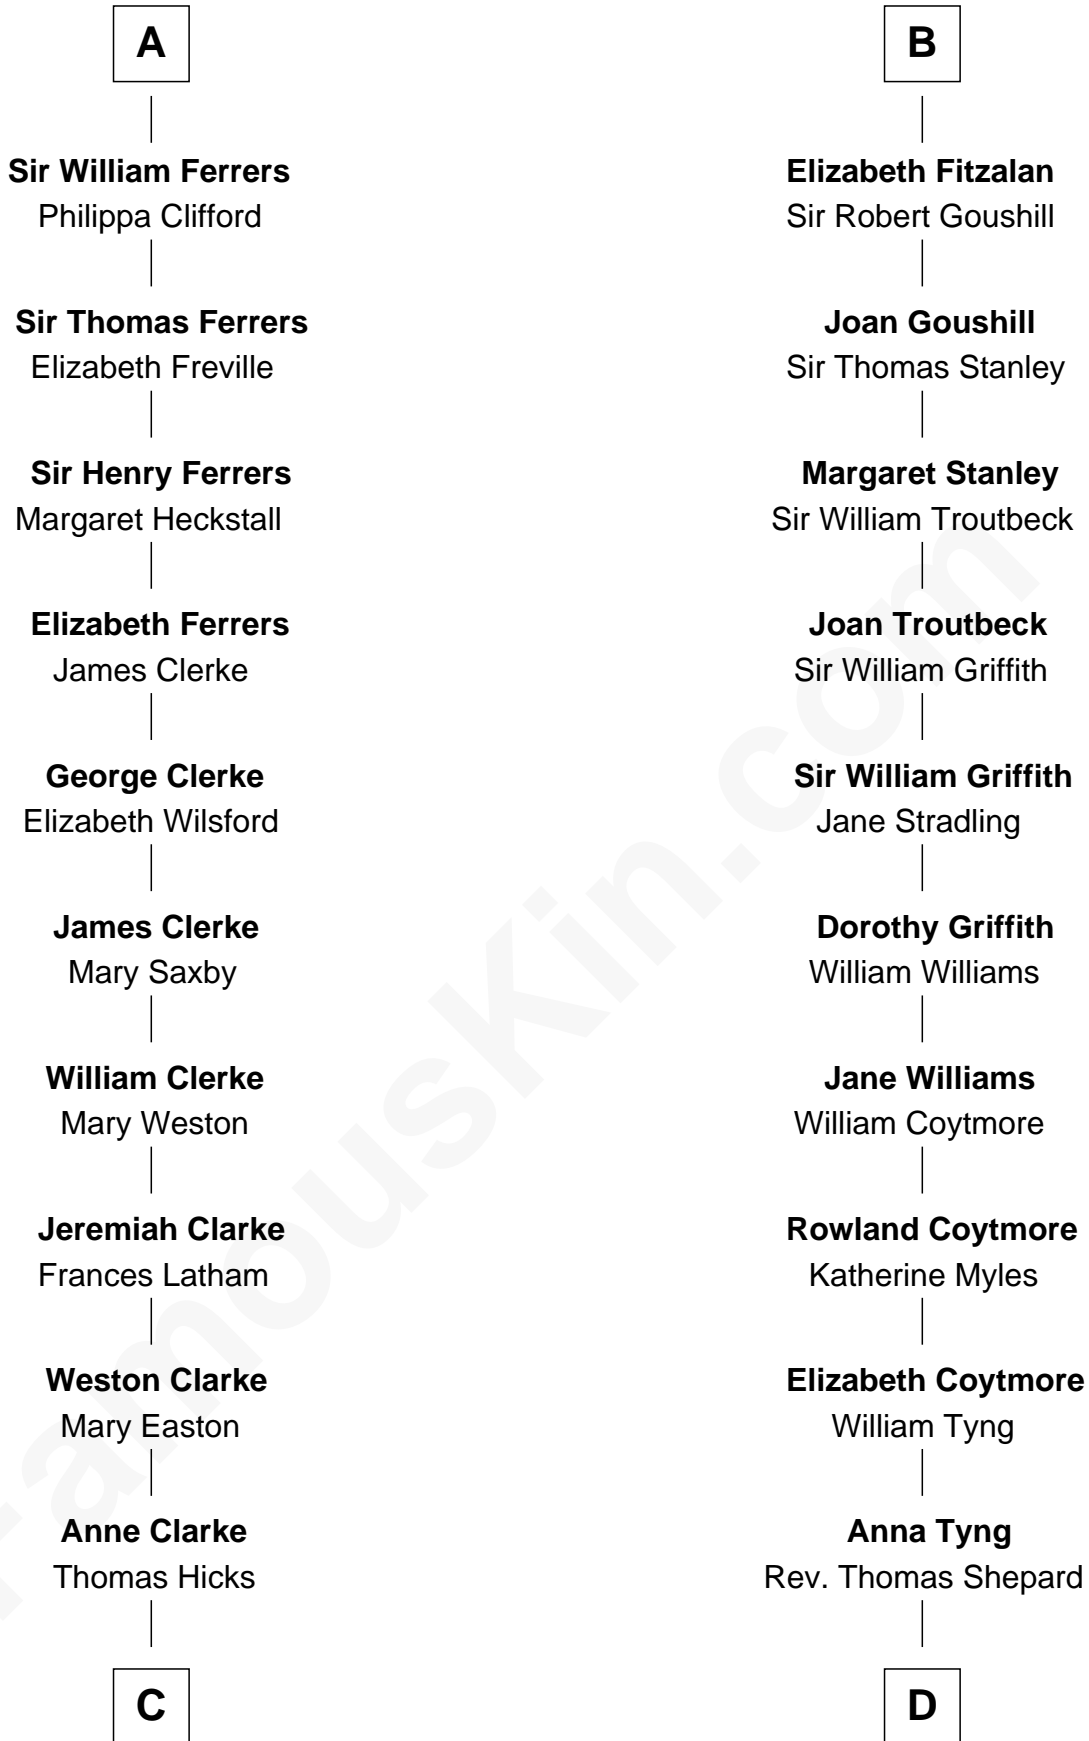 A
Sir William Ferrers
Philippa Clifford
Sir Thomas Ferrers
Elizabeth Freville
Sir Henry Ferrers
Margaret Heckstall
Elizabeth Ferrers
James Clerke
George Clerke
Elizabeth Wilsford
James Clerke
Mary Saxby
William Clerke
Mary Weston
Jeremiah Clarke
Frances Latham
Weston Clarke
Mary Easton
Anne Clarke
Thomas Hicks
C
B
Elizabeth Fitzalan
Sir Robert Goushill
Joan Goushill
Sir Thomas Stanley
Margaret Stanley
Sir William Troutbeck
Joan Troutbeck
Sir William Griffith
Sir William Griffith
Jane Stradling
Dorothy Griffith
William Williams
Jane Williams
William Coytmore
Rowland Coytmore
Katherine Myles
Elizabeth Coytmore
William Tyng
Anna Tyng
Rev. Thomas Shepard
D
FamousKin.com